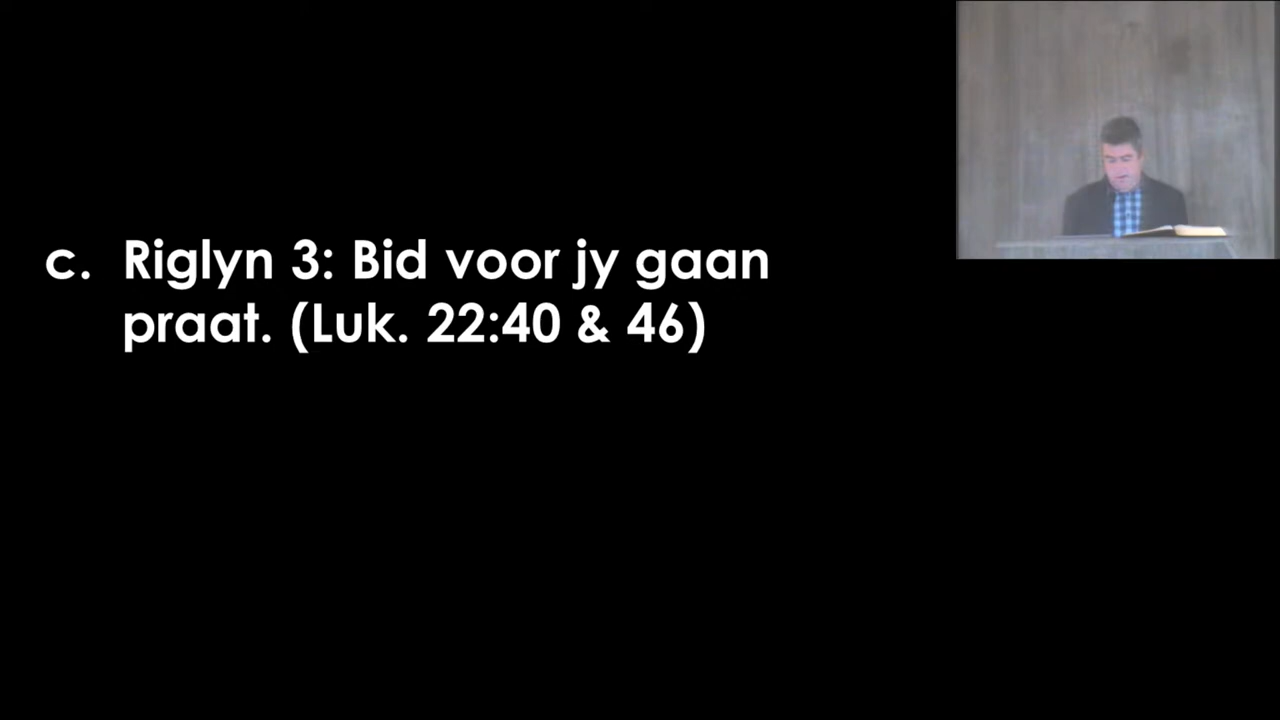 c. Riglyn 3: Bid voor jy gaan
praat. (Luk. 22:40 & 46)